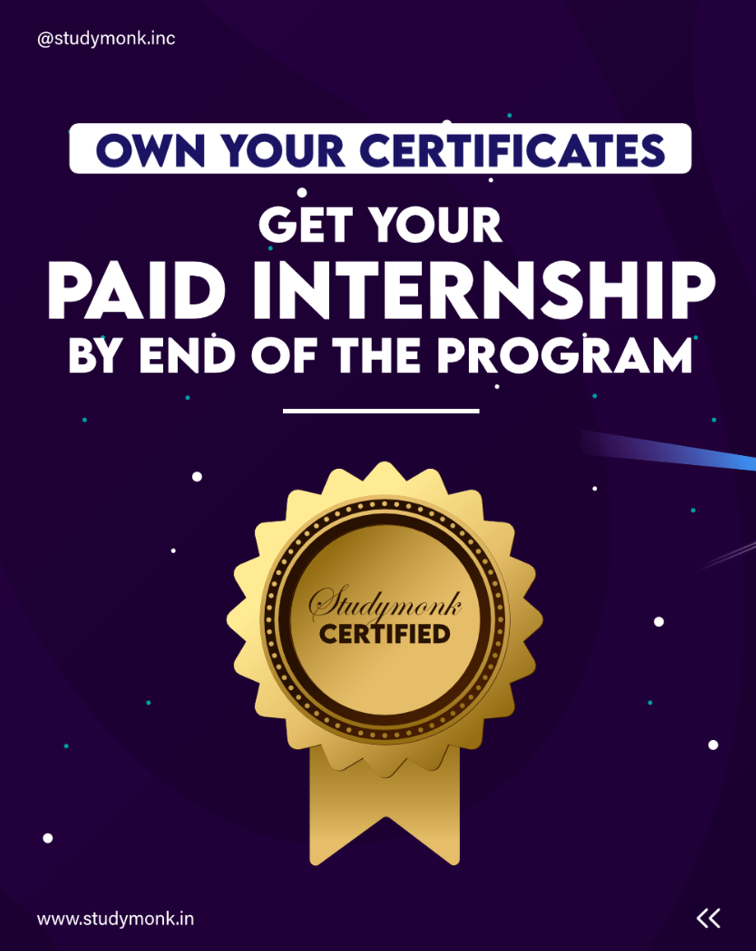 @studymonk.inc
OWN YOUR CERTIFICATES
GET YOUR
PAID INTERNSHIP
BY END OF THE PROGRAM
Studymonk
CERTIFIED
www.studymonk.in